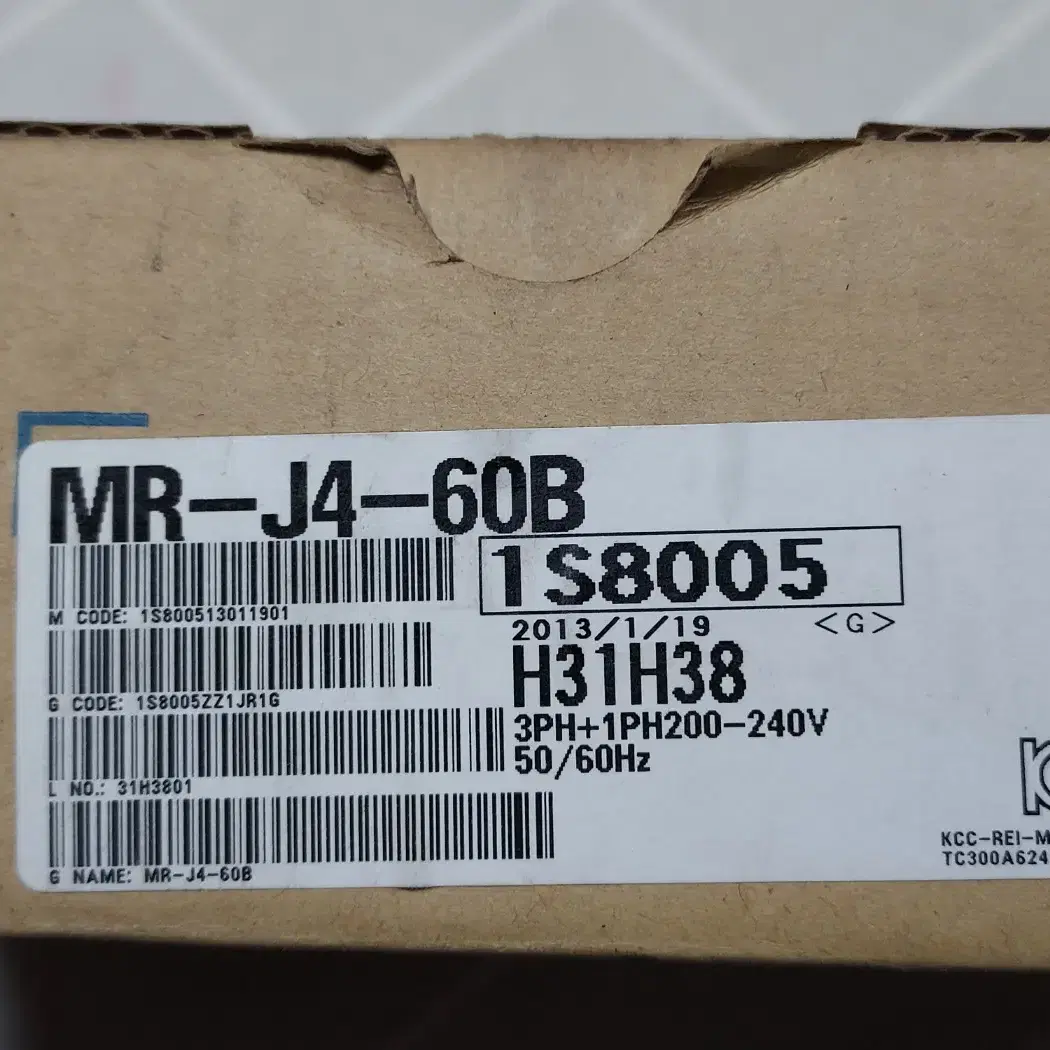 MR-J4-60B
1S8005
M CODE: 1S800513011901
2013/1/19 <G>
H31H38
G CODE: 1S8005ZZ1JR1G
3PH+1PH200-240V
50/60Hz
L NO.: 31H3801
G NAME: MR-J4-60B
KCC-REI-M
TC300A624